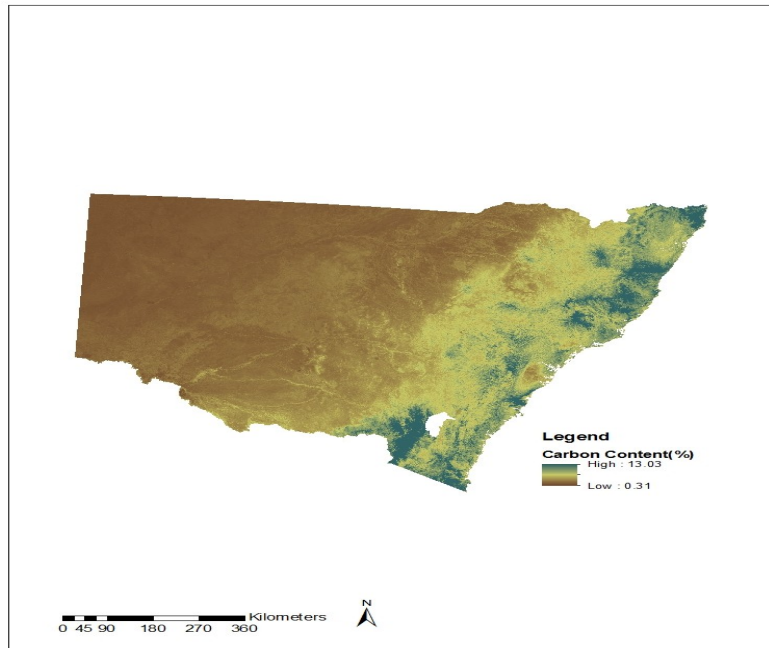 Legend
Carbon Content(%)
High : 13.03
Low : 0.31
N
Kilometers
0 45 90 180 270 360